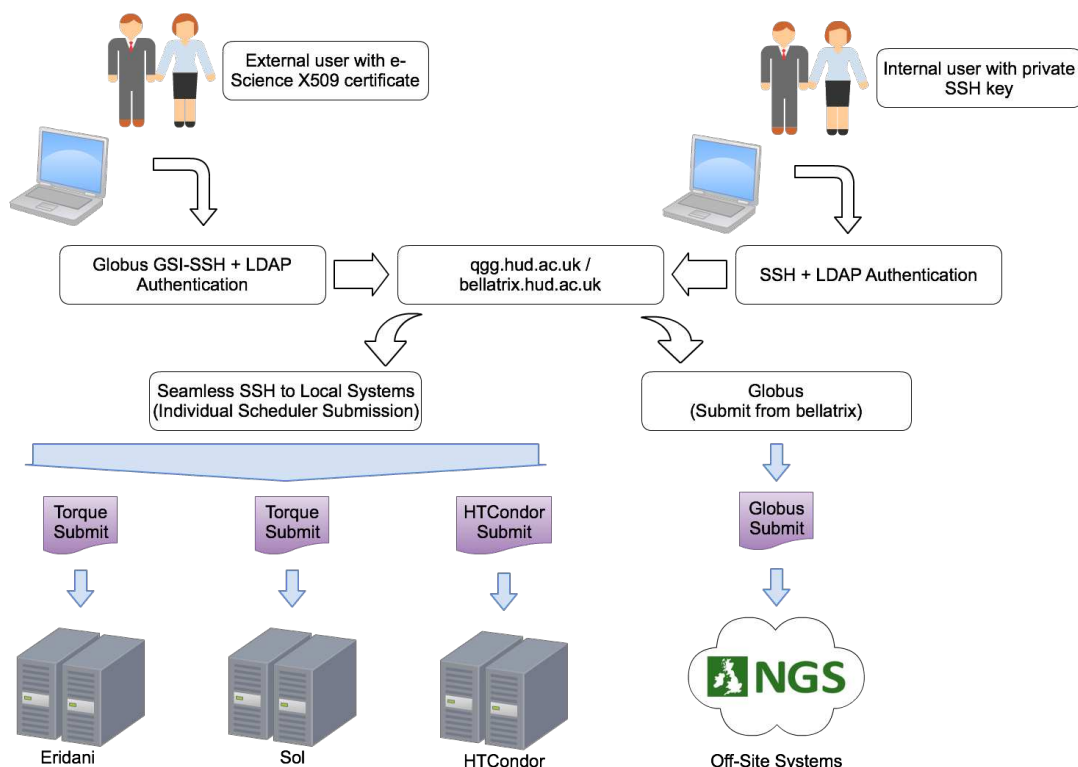 External user with e-
Science X509 certificate
Internal user with private
SSH key
Globus GSI-SSH + LDAP
Authentication
qgg.hud.ac.uk /
bellatrix.hud.ac.uk
SSH + LDAP Authentication
Seamless SSH to Local Systems
(Individual Scheduler Submission)
Globus
(Submit from bellatrix)
Torque
Submit
Torque
Submit
HTCondor
Submit
Globus
Submit
NGS
Eridani
Sol
HTCondor
Off-Site Systems